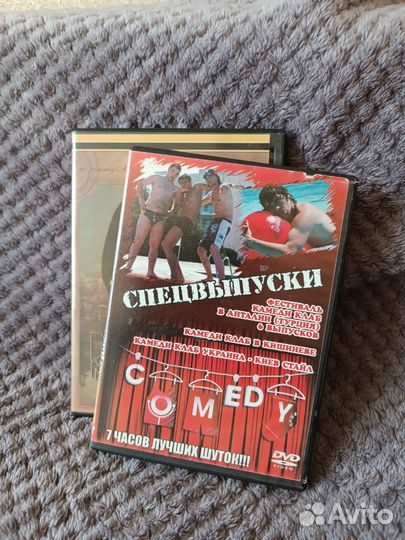 СПЕЦВЫПУСКИ
ФЕСТИВАЛЬ
КАМЕДИ КЛАБ
В АНТАЛИИ (ТУРЦИЯ)
6 ВЫПУСКОВ
КАМЕДИ КЛАБ В КИШИНЕВЕ
КАМЕДИ КЛАБ УКРАИНА - КИЕВ СТАЙЛ
COMEDY
7 ЧАСОВ ЛУЧШИХ ШУТОК!!!
DVD
VIDEO
Avito